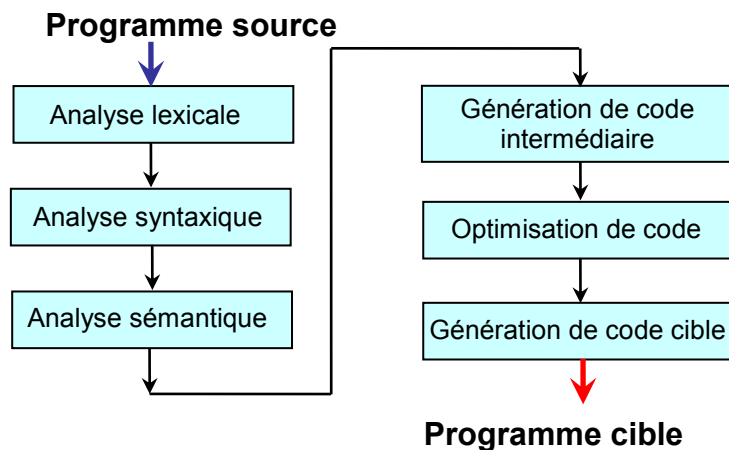 Programme source
Analyse lexicale
Analyse syntaxique
Analyse sémantique
Génération de code
intermédiaire
Optimisation de code
Génération de code cible
Programme cible